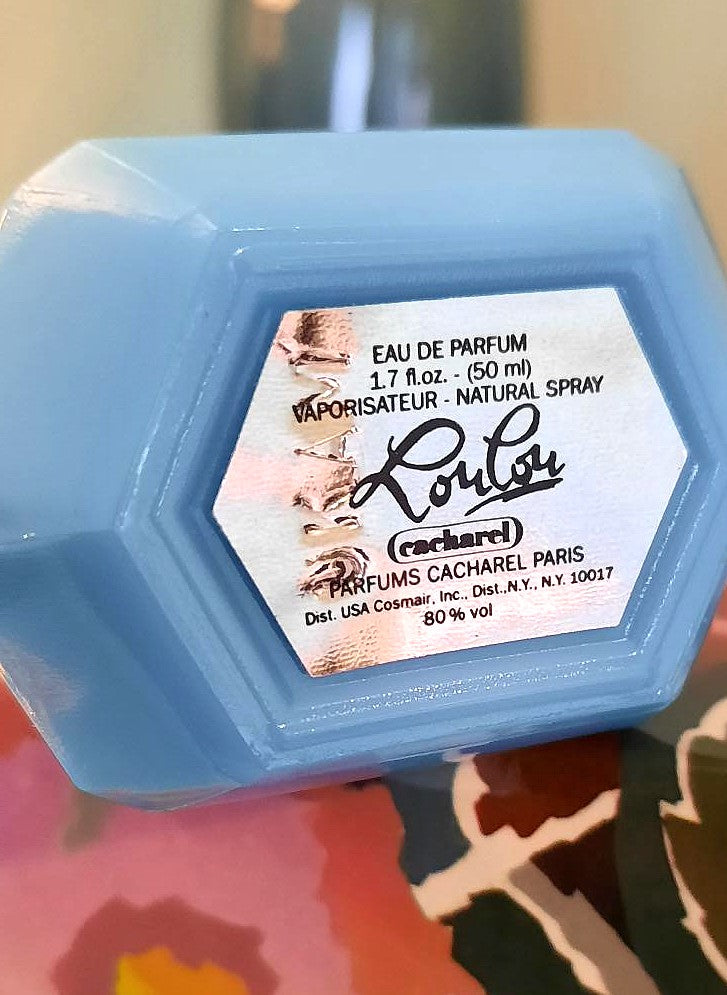 EAU DE PARFUM
1.7 fl.oz. - (50 ml)
VAPORISATEUR - NATURAL SPRAY
Loulou
cacharel
PARFUMS CACHAREL PARIS
Dist. USA Cosmair, Inc., Dist.,N.Y., N.Y. 10017
80% vol